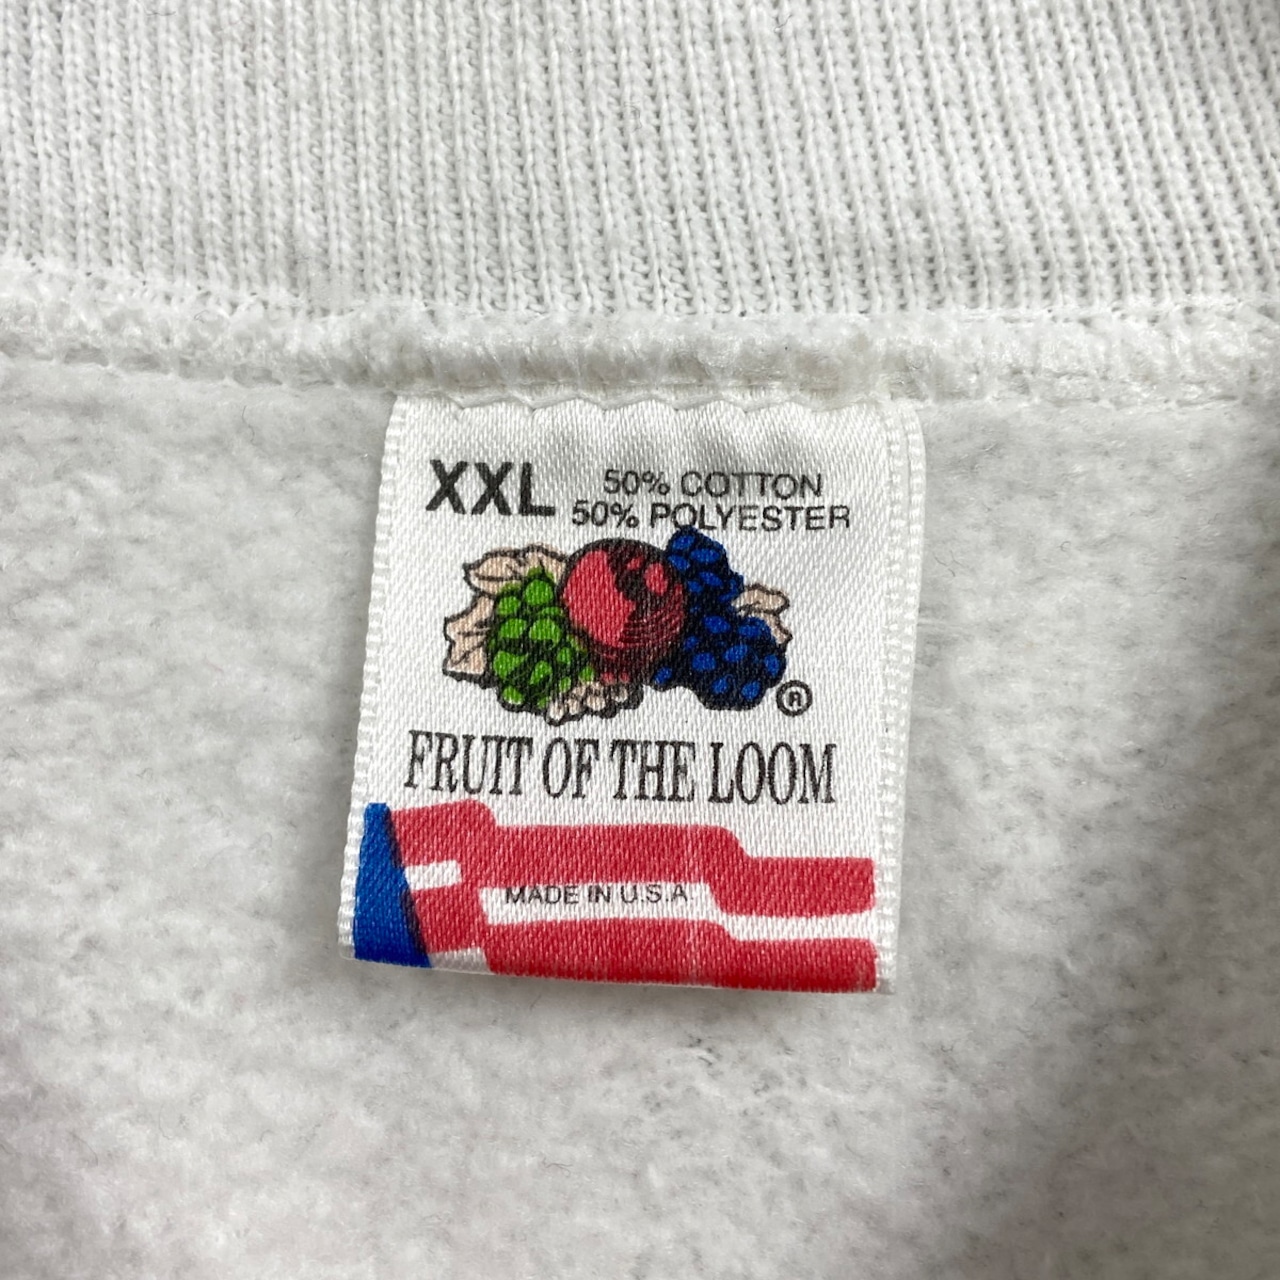 XXL
50% COTTON
50% POLYESTER
®
FRUIT OF THE LOOM
MADE IN U.S.A.